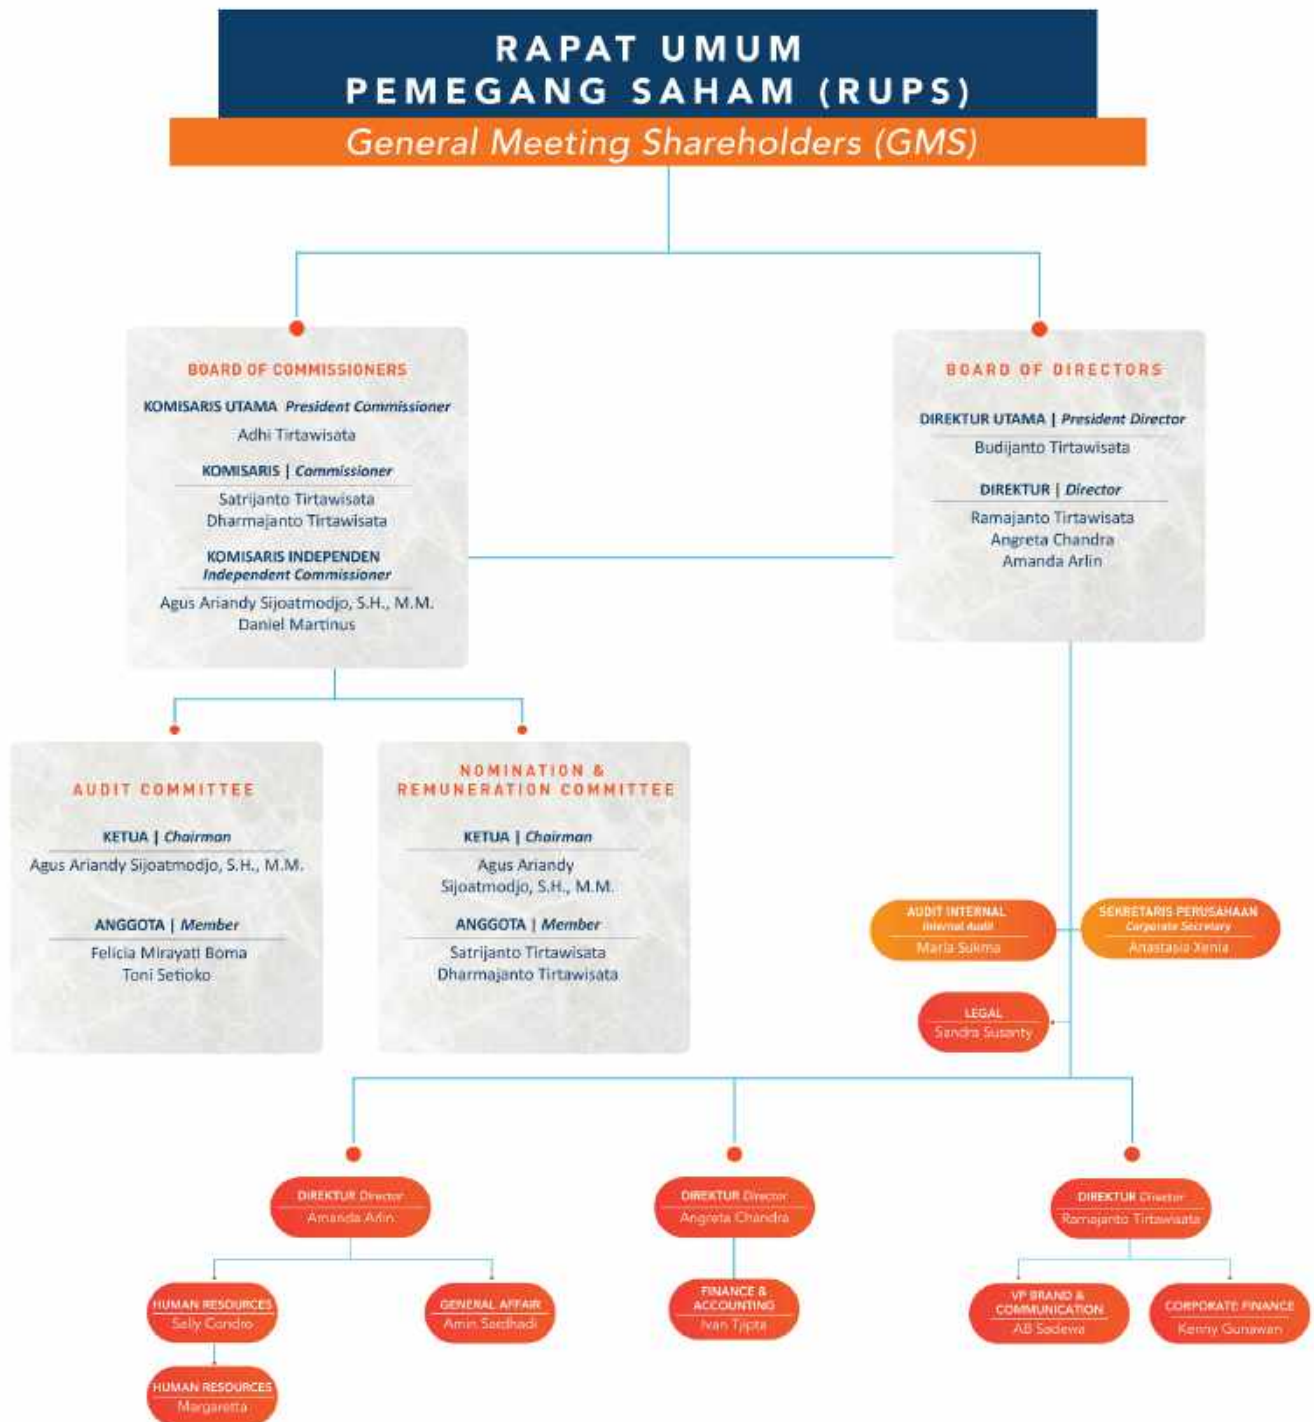 RAPAT UMUM
PEMEGANG SAHAM (RUPS)
General Meeting Shareholders (GMS)
BOARD OF COMMISSIONERS
KOMISARIS UTAMA President Commissioner
Adhi Tirtawisata
KOMISARIS | Commissioner
Satrijanto Tirtawisata
Dharmajanto Tirtawisata
KOMISARIS INDEPENDEN
Independent Commissioner
Agus Ariandy Sijoatmodjo, S.H., M.M.
Daniel Martinus
BOARD OF DIRECTORS
DIREKTUR UTAMA | President Director
Budijanto Tirtawisata
DIREKTUR | Director
Ramajanto Tirtawisata
Angreta Chandra
Amanda Arlin
AUDIT COMMITTEE
KETUA | Chairman
Agus Ariandy Sijoatmodjo, S.H., M.M.
ANGGOTA | Member
Felicia Mirayati Boma
Toni Setioko
NOMINATION &
REMUNERATION COMMITTEE
KETUA | Chairman
Agus Ariandy
Sijoatmodjo, S.H., M.M.
ANGGOTA | Member
Satrijanto Tirtawisata
Dharmajanto Tirtawisata
AUDIT INTERNAL
Internal Audit
Maria Sukma
SEKRETARIS PERUSAHAAN
Corporate Secretary
Anastasia Xenia
LEGAL
Sandra Susanty
DIREKTUR Director
Amanda Arlin
DIREKTUR Director
Angreta Chandra
DIREKTUR Director
Ramajanto Tirtawisata
HUMAN RESOURCES
Selly Condro
GENERAL AFFAIR
Amin Saedhadi
FINANCE &
ACCOUNTING
Ivan Tjipta
VP BRAND &
COMMUNICATION
AB Sadewa
CORPORATE FINANCE
Kenny Gunawan
HUMAN RESOURCES
Margaretta